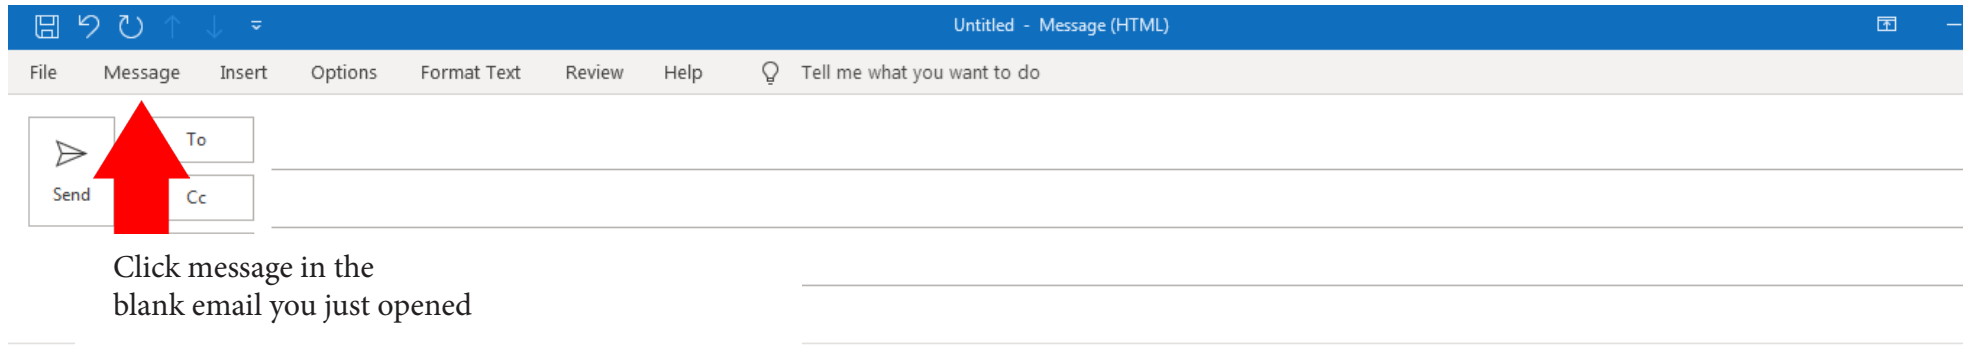 Untitled - Message (HTML)
File Message Insert Options Format Text Review Help Tell me what you want to do
To
Send
Cc
Click message in the
blank email you just opened